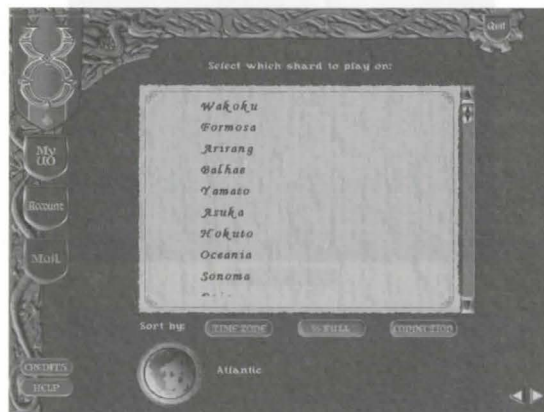 Quit
Select which shard to play on:
Wakoku
Formosa
Arirang
Balhae
Yamato
Asuka
Hokuto
Oceania
Sonoma
My
UO
Account
Mail
Sort by:
TIME ZONE
% FULL
CONNECTION
Atlantic
CREDITS
HELP